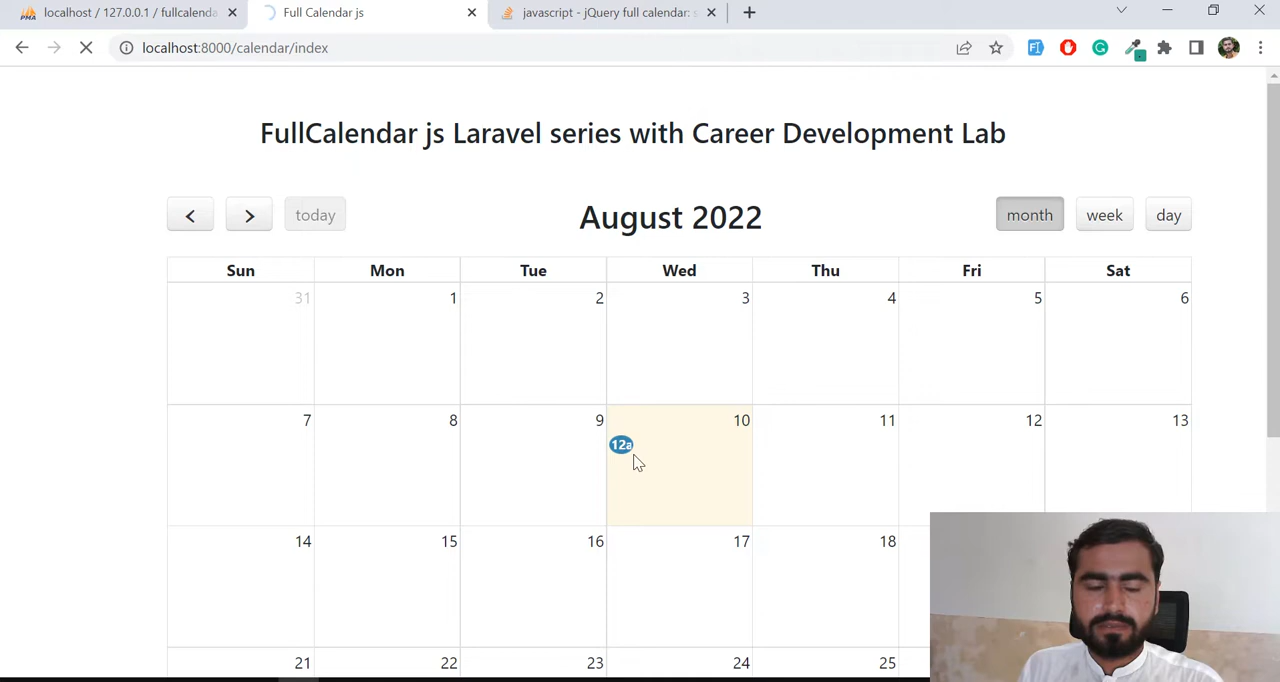 localhost / 127.0.0.1 / fullcalenda
Full Calendar js
javascript - jQuery full calendar: s
localhost:8000/calendar/index
FullCalendar js Laravel series with Career Development Lab
today
August 2022
month week day
Sun Mon Tue Wed Thu Fri Sat
31 1 2 3 4 5 6
7 8 9 10 11 12 13
12a
14 15 16 17 18
21 22 23 24 25